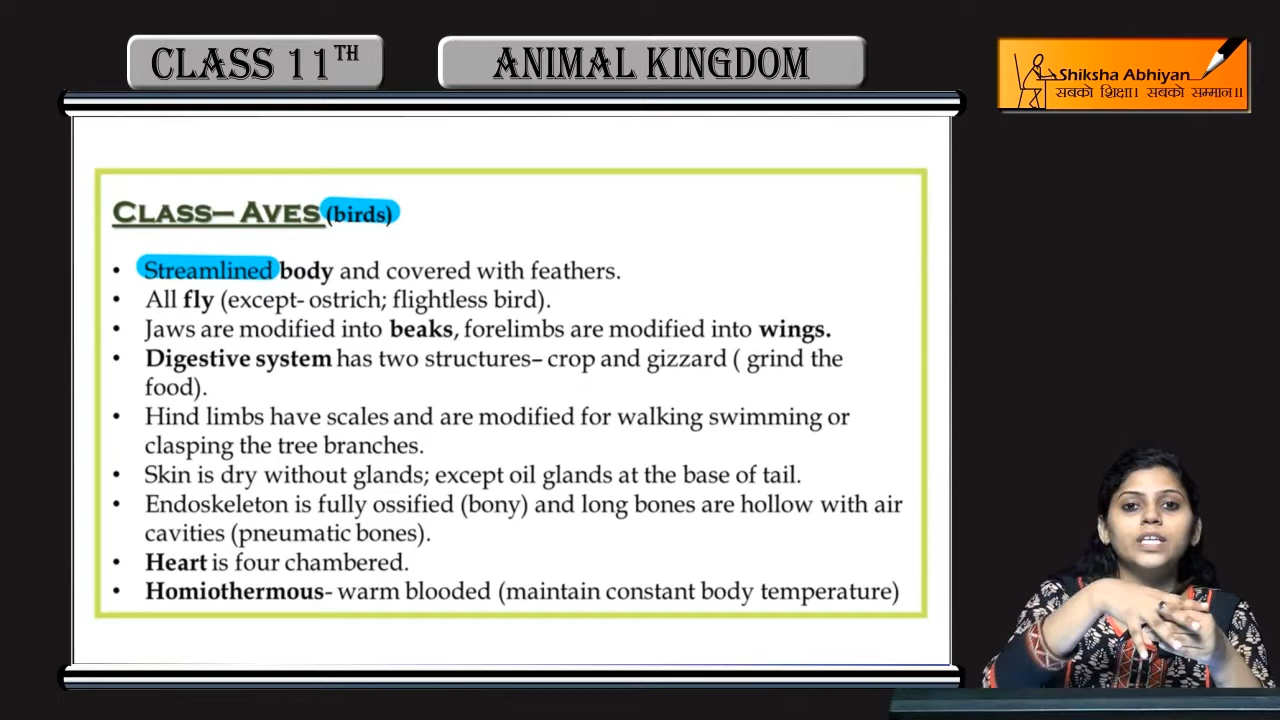 CLASS 11TH
ANIMAL KINGDOM
Shiksha Abhiyan
सबको शिक्षा। सबको सम्मान।।
CLASS– AVES (birds)
• Streamlined body and covered with feathers.
• All fly (except- ostrich; flightless bird).
• Jaws are modified into beaks, forelimbs are modified into wings.
• Digestive system has two structures– crop and gizzard ( grind the
food).
• Hind limbs have scales and are modified for walking swimming or
clasping the tree branches.
• Skin is dry without glands; except oil glands at the base of tail.
• Endoskeleton is fully ossified (bony) and long bones are hollow with air
cavities (pneumatic bones).
• Heart is four chambered.
• Homiothermous- warm blooded (maintain constant body temperature)